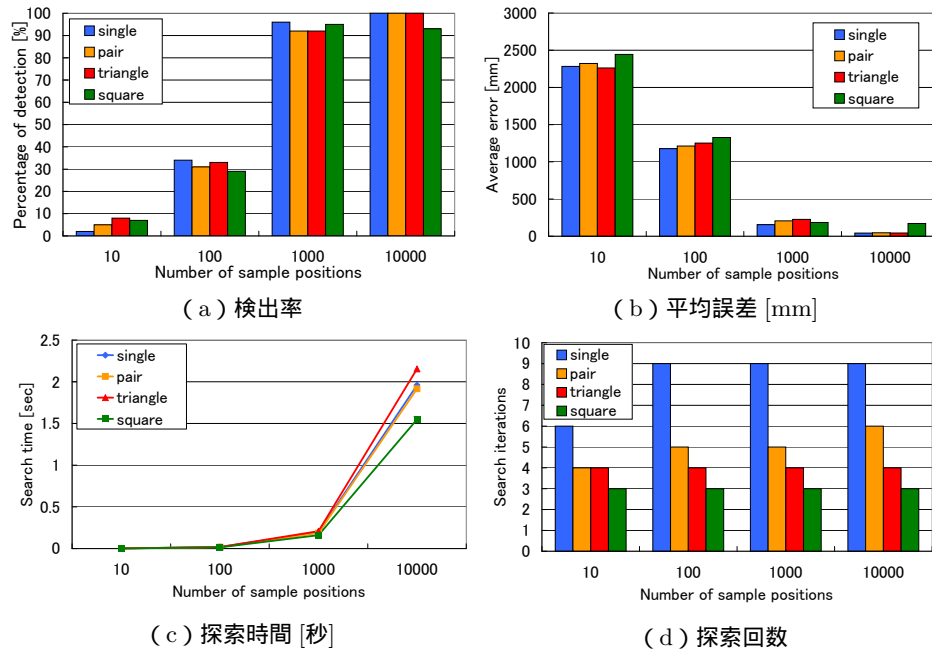 Percentage of detection [%]
100
90
80
70
60
50
40
30
20
10
0
single
pair
triangle
square
10 100 1000 10000
Number of sample positions
(a)検出率
Average error [mm]
3000
2500
2000
1500
1000
500
0
single
pair
triangle
square
10 100 1000 10000
Number of sample positions
(b)平均誤差 [mm]
Search time [sec]
2.5
2
1.5
1
0.5
0
single
pair
triangle
square
10 100 1000 10000
Number of sample positions
(c)探索時間 [秒]
Search iterations
10
9
8
7
6
5
4
3
2
1
0
single
pair
triangle
square
10 100 1000 10000
Number of sample positions
(d)探索回数